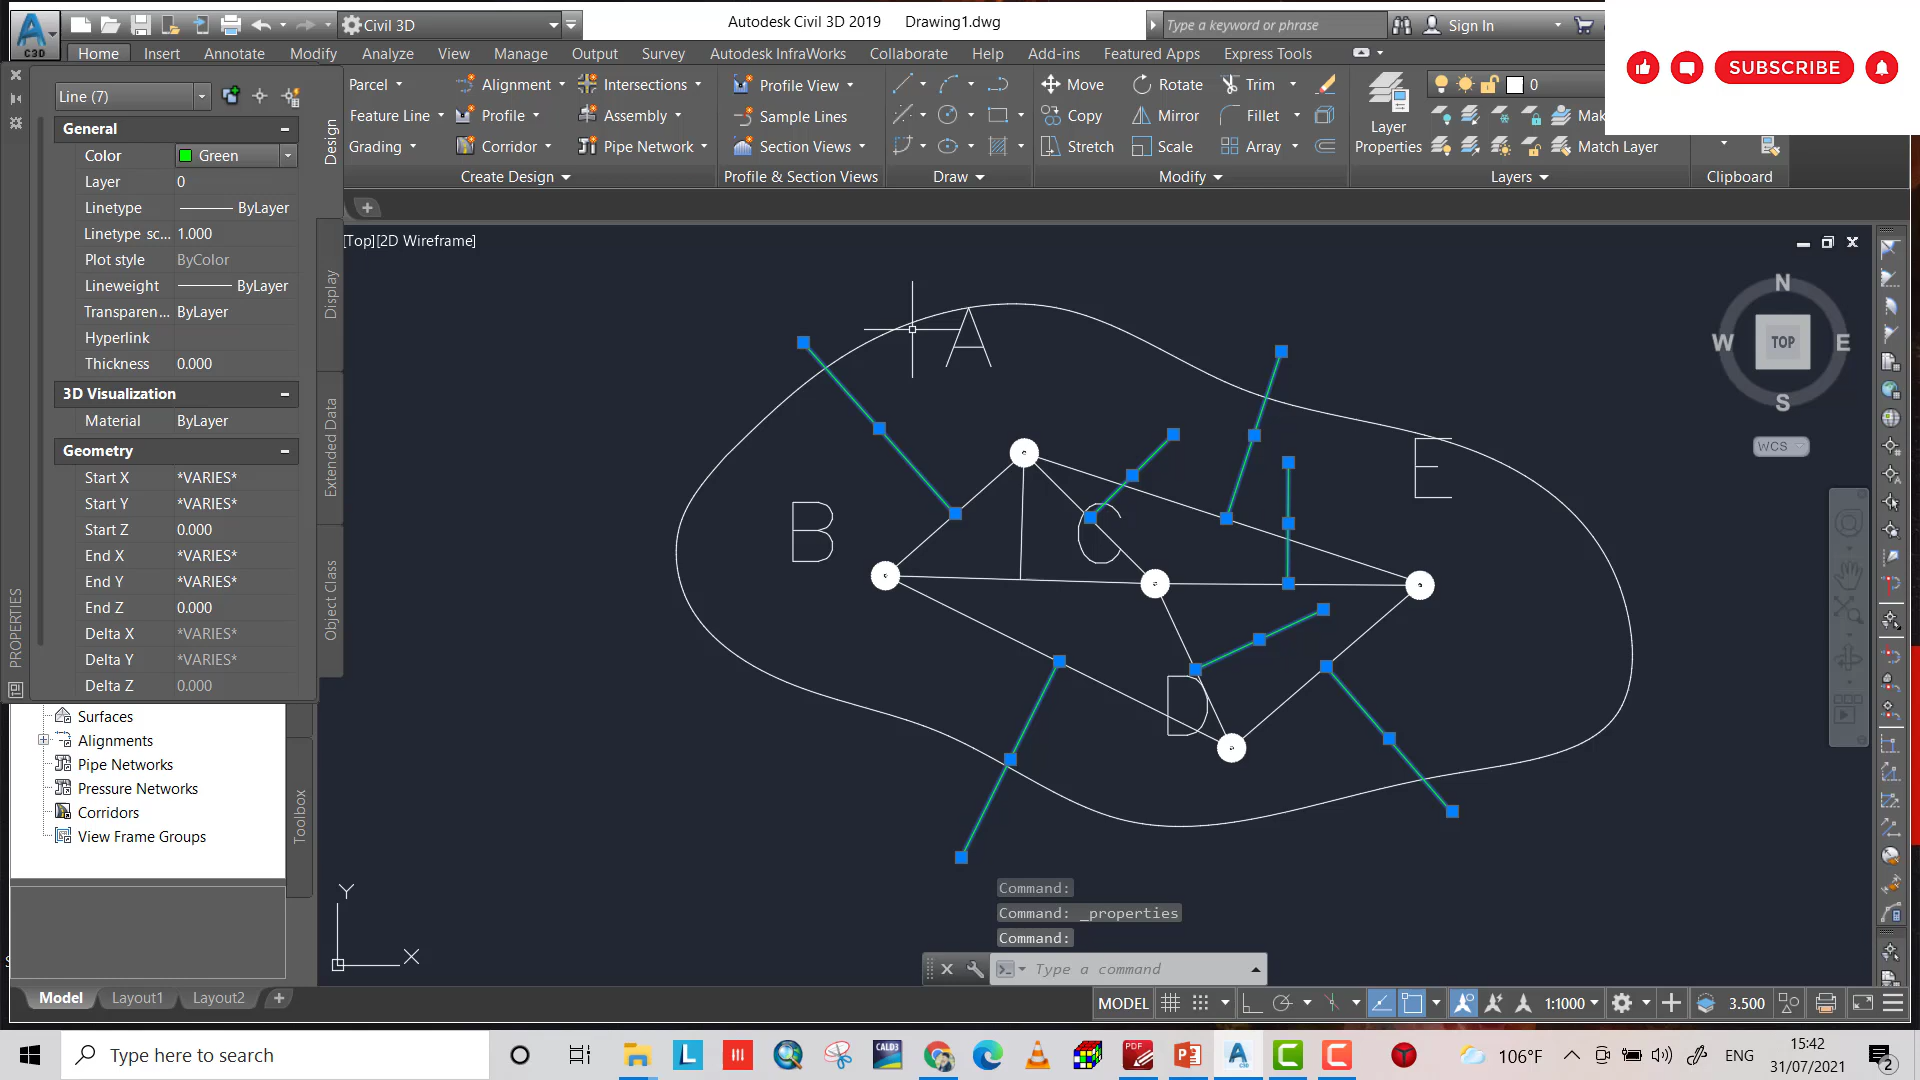 Civil 3D
Autodesk Civil 3D 2019 Drawing1.dwg
Type a keyword or phrase
Sign In
C3D
Home Insert Annotate Modify Analyze View Manage Output Survey Autodesk InfraWorks Collaborate Help Add-ins Featured Apps Express Tools
SUBSCRIBE
Line (7)
Parcel Alignment Intersections Profile View Move Rotate Trim 0
Feature Line Profile Assembly Sample Lines Copy Mirror Fillet Mak
Grading Corridor Pipe Network Section Views Stretch Scale Array Layer Properties Match Layer
Create Design Profile & Section Views Draw Modify Layers Clipboard
General
Color Green
Layer 0
Linetype ByLayer
Linetype sc... 1.000
Plot style ByColor
Lineweight ByLayer
Transparen... ByLayer
Hyperlink
Thickness 0.000
3D Visualization
Material ByLayer
Geometry
Start X *VARIES*
Start Y *VARIES*
Start Z 0.000
End X *VARIES*
End Y *VARIES*
End Z 0.000
Delta X *VARIES*
Delta Y *VARIES*
Delta Z 0.000
PROPERTIES
Design
Display
Extended Data
Object Class
Surfaces
Alignments
Pipe Networks
Pressure Networks
Corridors
View Frame Groups
Toolbox
[Top][2D Wireframe]
A
B
C
D
E
N
W TOP E
S
WCS
Y
X
Command:
Command: _properties
Command:
Type a command
Model Layout1 Layout2
MODEL 1:1000 3.500
Type here to search
L
CALD3
PDF
106°F
ENG
15:42
31/07/2021
2